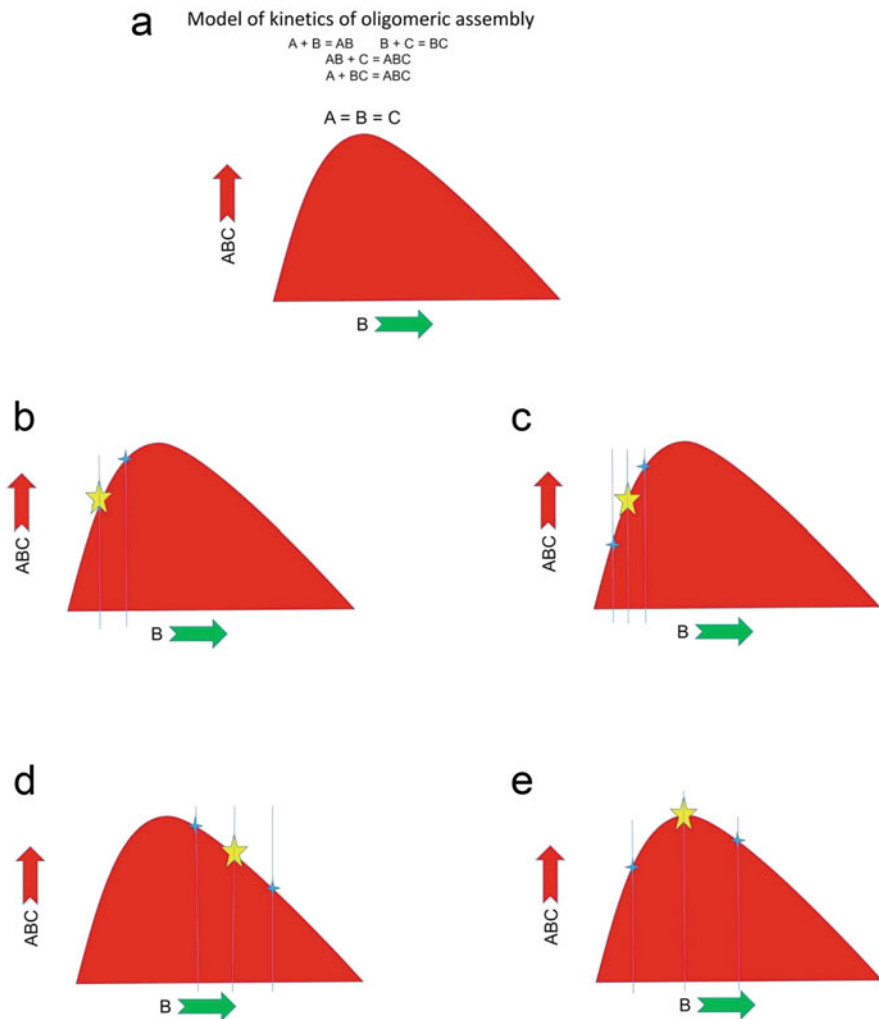 a
Model of kinetics of oligomeric assembly
A + B = AB B + C = BC
AB + C = ABC
A + BC = ABC
A = B = C
ABC
B
b
ABC
B
c
ABC
B
d
ABC
B
e
ABC
B